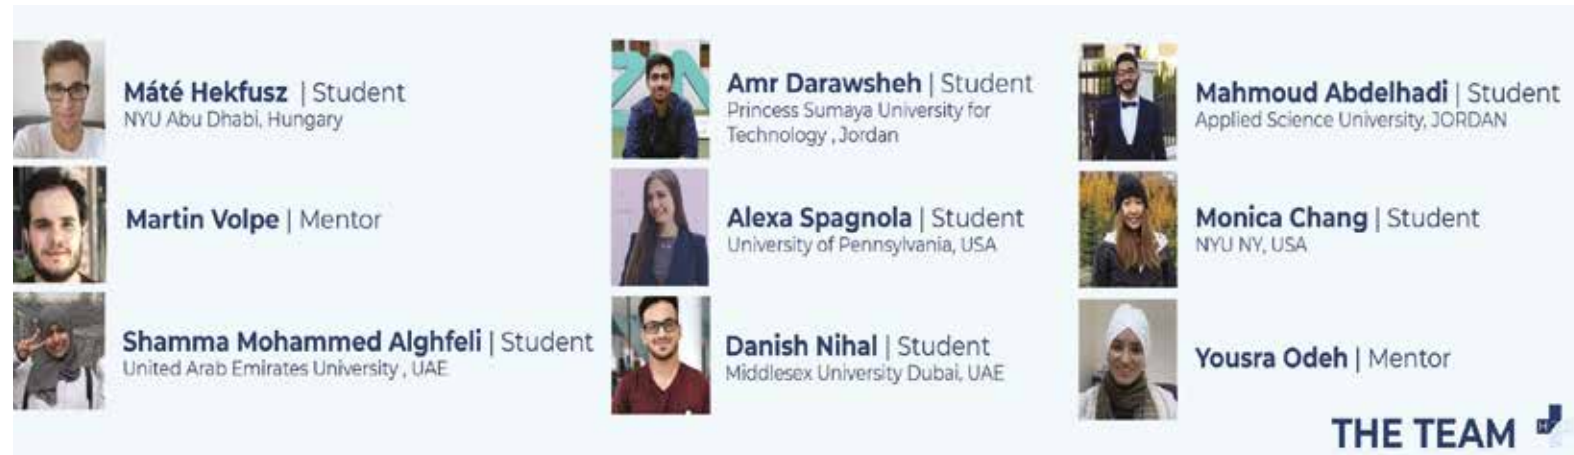 Máté Hekfusz | Student
NYU Abu Dhabi, Hungary
Martin Volpe | Mentor
Shamma Mohammed Alghfeli | Student
United Arab Emirates University , UAE
Amr Darawsheh | Student
Princess Sumaya University for
Technology , Jordan
Alexa Spagnola | Student
University of Pennsylvania, USA
Danish Nihal | Student
Middlesex University Dubai, UAE
Mahmoud Abdelhadi | Student
Applied Science University, JORDAN
Monica Chang | Student
NYU NY, USA
Yousra Odeh | Mentor
THE TEAM